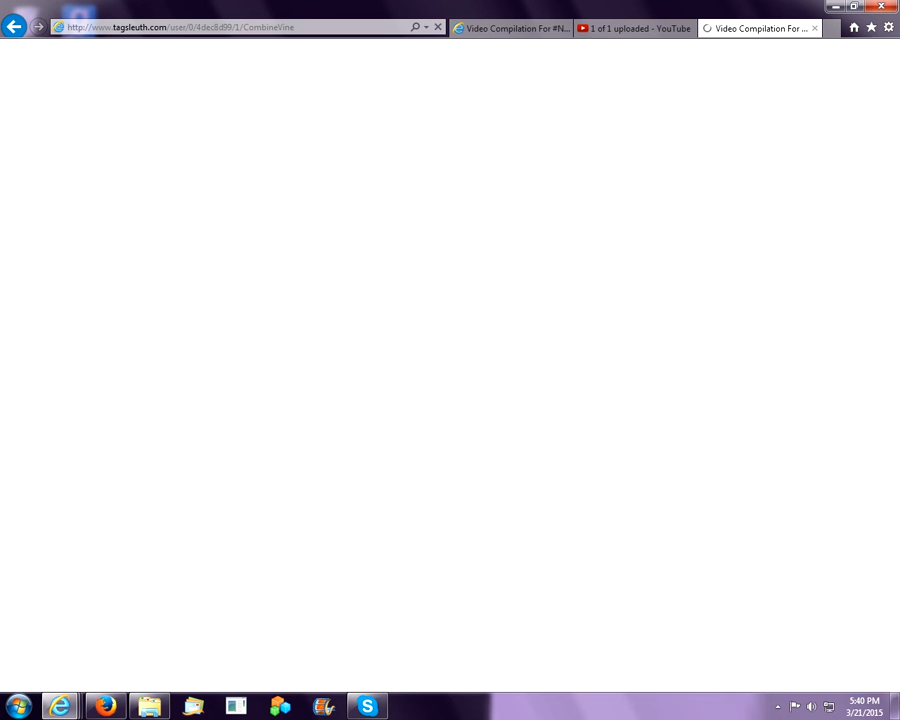 http://www.tagsleuth.com/user/0/4dec8d99/1/CombineVine
Video Compilation For #N...
1 of 1 uploaded - YouTube
Video Compilation For ...
5:40 PM
3/21/2015